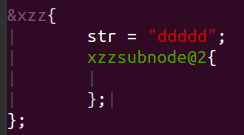 &xzz{
|       str = "ddddd";
|       xzzsubnode@2{
|       |
|       };|
};